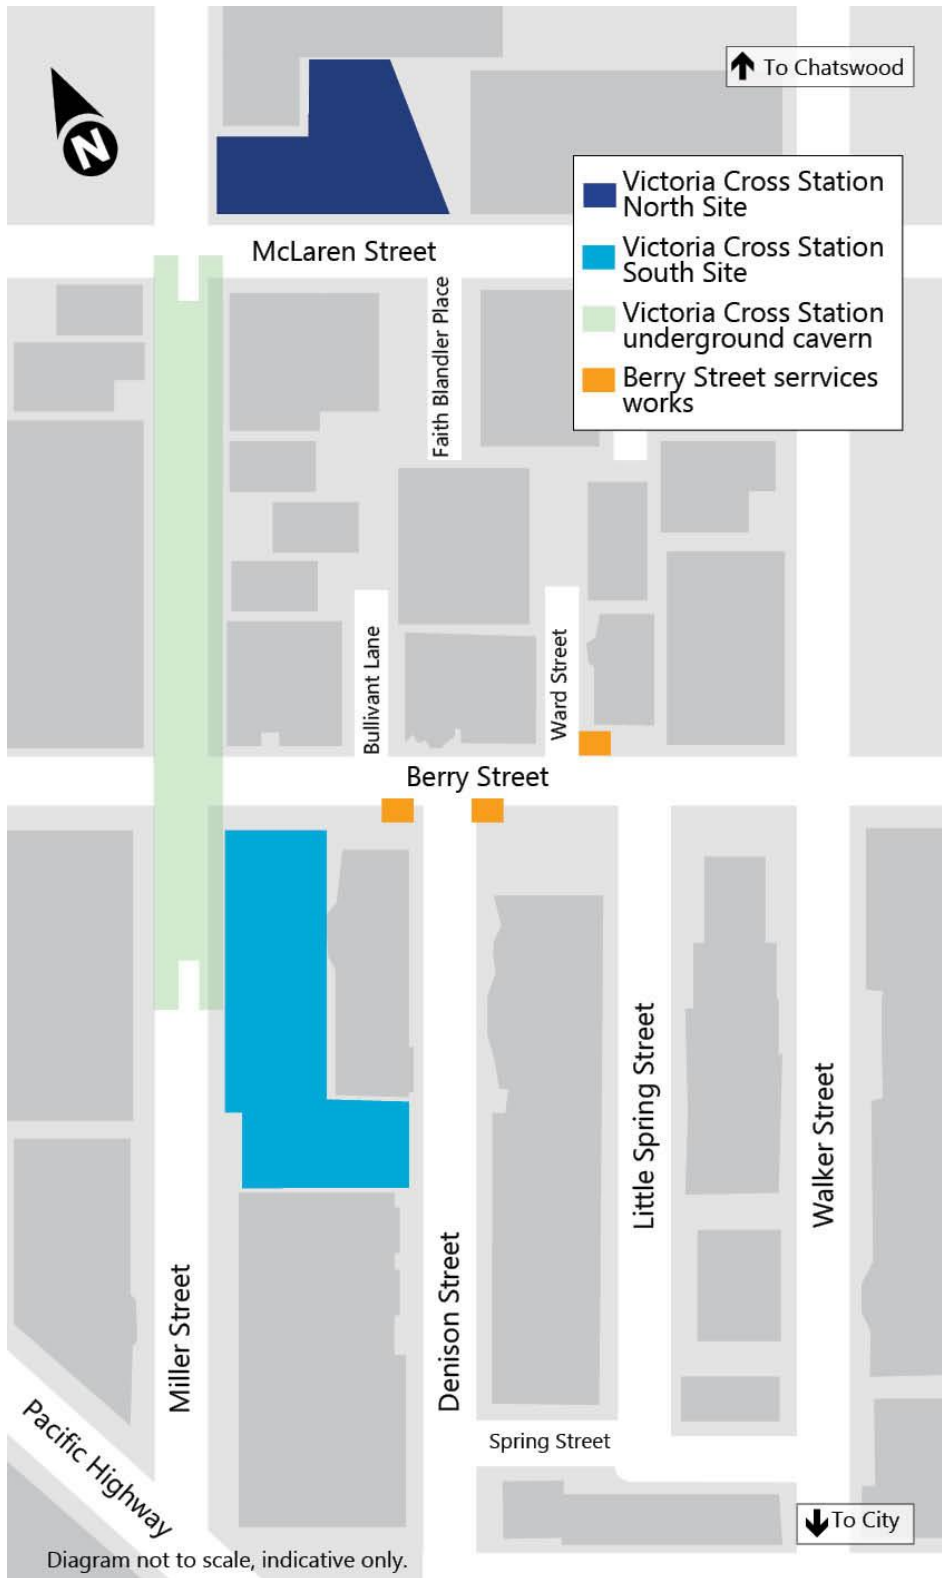 To Chatswood
N
Victoria Cross Station
North Site
Victoria Cross Station
South Site
Victoria Cross Station
underground cavern
Berry Street serrvices
works
McLaren Street
Faith Blandler Place
Bullivant Lane
Ward Street
Berry Street
Little Spring Street
Walker Street
Miller Street
Denison Street
Pacific Highway
Spring Street
To City
Diagram not to scale, indicative only.